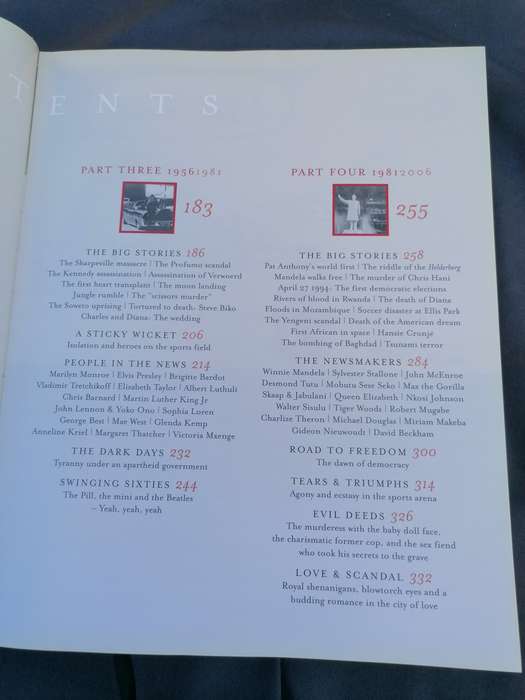 TENTS
PART THREE 19561981
183
THE BIG STORIES 186
The Sharpeville massacre | The Profumo scandal
The Kennedy assassination | Assassination of Verwoerd
The first heart transplant | The moon landing
Jungle rumble | The "scissors murder"
The Soweto uprising | Tortured to death: Steve Biko
Charles and Diana: The wedding
A STICKY WICKET 206
Isolation and heroes on the sports field
PEOPLE IN THE NEWS 214
Marilyn Monroe | Elvis Presley | Brigitte Bardot
Vladimir Tretchikoff | Elizabeth Taylor | Albert Luthuli
Chris Barnard | Martin Luther King Jr
John Lennon & Yoko Ono | Sophia Loren
George Best | Mae West | Glenda Kemp
Anneline Kriel | Margaret Thatcher | Victoria Mxenge
THE DARK DAYS 232
Tyranny under an apartheid government
SWINGING SIXTIES 244
The Pill, the mini and the Beatles
– Yeah, yeah, yeah
PART FOUR 19812006
255
THE BIG STORIES 258
Pat Anthony's world first | The riddle of the Helderberg
Mandela walks free | The murder of Chris Hani
April 27 1994: The first democratic elections
Rivers of blood in Rwanda | The death of Diana
Floods in Mozambique | Soccer disaster at Ellis Park
The Yengeni scandal | Death of the American dream
First African in space | Hansie Cronjé
The bombing of Baghdad | Tsunami terror
THE NEWSMAKERS 284
Winnie Mandela | Sylvester Stallone | John McEnroe
Desmond Tutu | Mobutu Sese Seko | Max the Gorilla
Skaap & Jabulani | Queen Elizabeth | Nkosi Johnson
Walter Sisulu | Tiger Woods | Robert Mugabe
Charlize Theron | Michael Douglas | Miriam Makeba
Gideon Nieuwoudt | David Beckham
ROAD TO FREEDOM 300
The dawn of democracy
TEARS & TRIUMPHS 314
Agony and ecstasy in the sports arena
EVIL DEEDS 326
The murderess with the baby doll face,
the charismatic former cop, and the sex fiend
who took his secrets to the grave
LOVE & SCANDAL 332
Royal shenanigans, blowtorch eyes and a
budding romance in the city of love